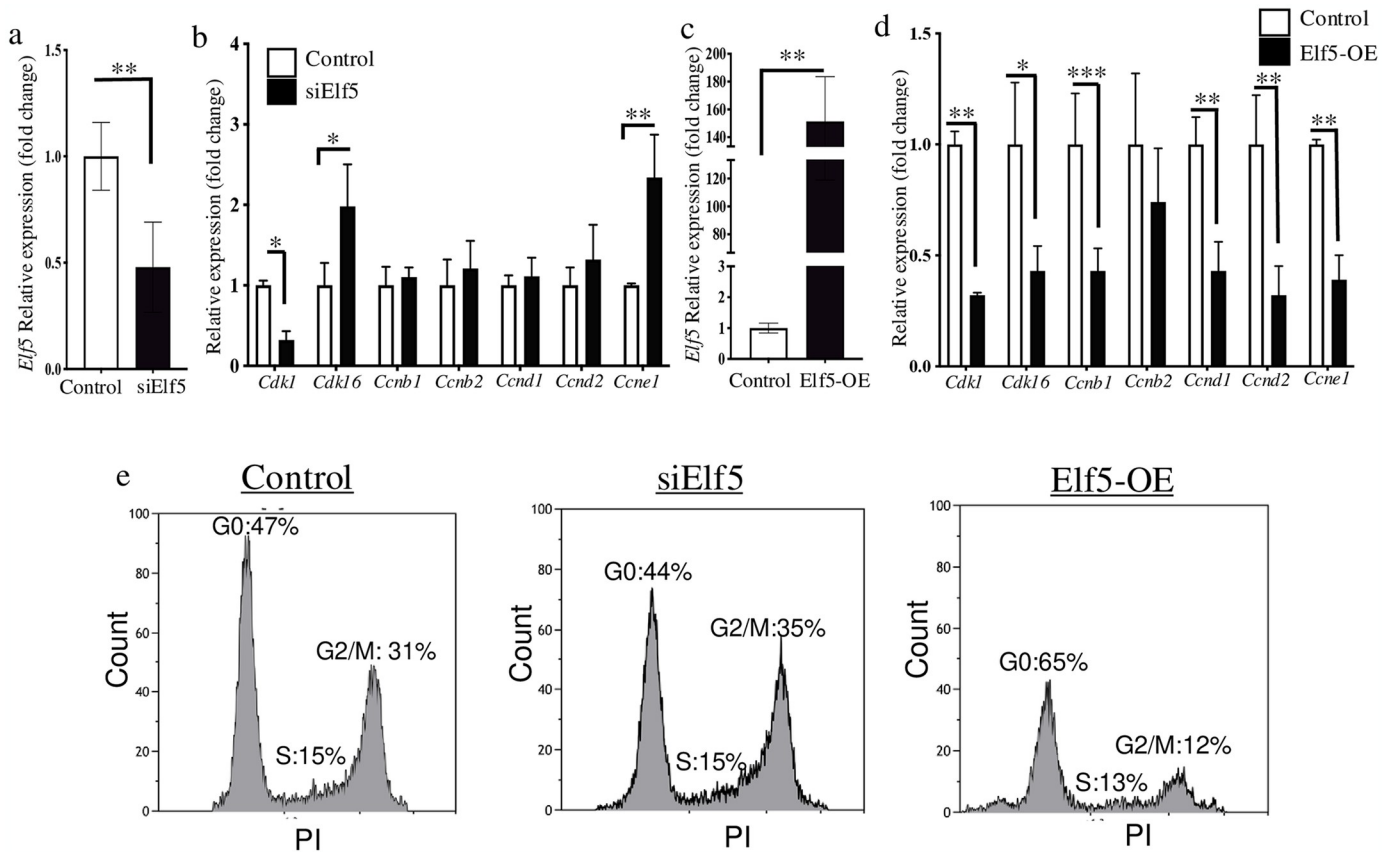 a
Elf5 Relative expression (fold change)
1.5
1.0
0.5
0.0
**
Control
siElf5
b
Relative expression (fold change)
4
3
2
1
0
Control
siElf5
*
*
**
Cdk1
Cdk16
Ccnb1
Ccnb2
Ccnd1
Ccnd2
Ccne1
c
Elf5 Relative expression (fold change)
200
180
160
140
120
100
80
3
2
1
0
**
Control
Elf5-OE
d
Relative expression (fold change)
1.5
1.0
0.5
0.0
Control
Elf5-OE
**
*
***
**
**
**
Cdk1
Cdk16
Ccnb1
Ccnb2
Ccnd1
Ccnd2
Ccne1
e
Control
Count
100
80
60
40
20
0
G0:47%
G2/M: 31%
S:15%
PI
siElf5
Count
100
80
60
40
20
0
G0:44%
G2/M:35%
S:15%
PI
Elf5-OE
Count
100
80
60
40
20
0
G0:65%
G2/M:12%
S:13%
PI